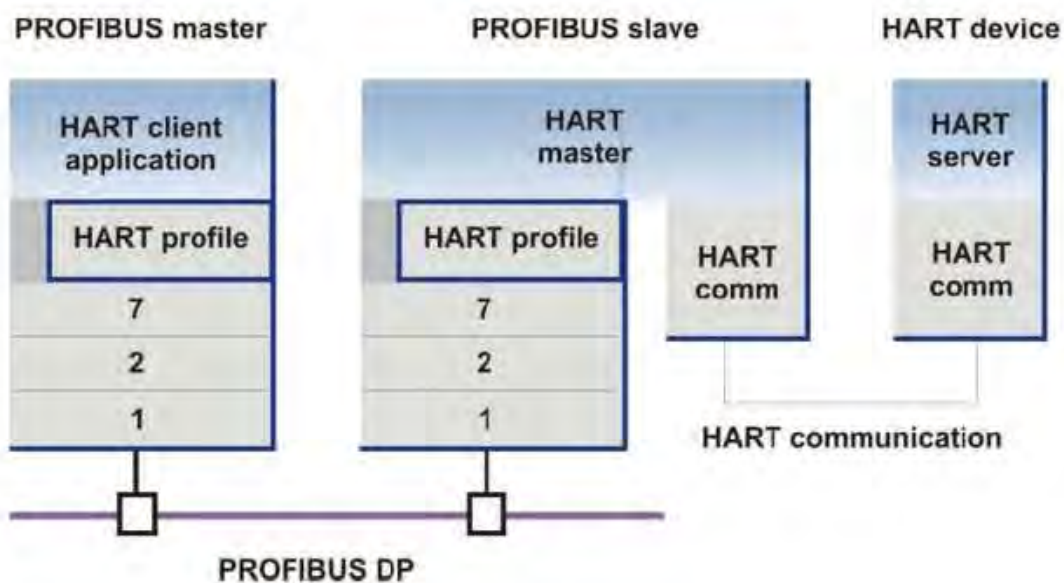 PROFIBUS master
PROFIBUS slave
HART device
HART client
application
HART
master
HART
server
HART profile
HART profile
HART
comm
HART
comm
7
7
2
2
1
1
HART communication
PROFIBUS DP